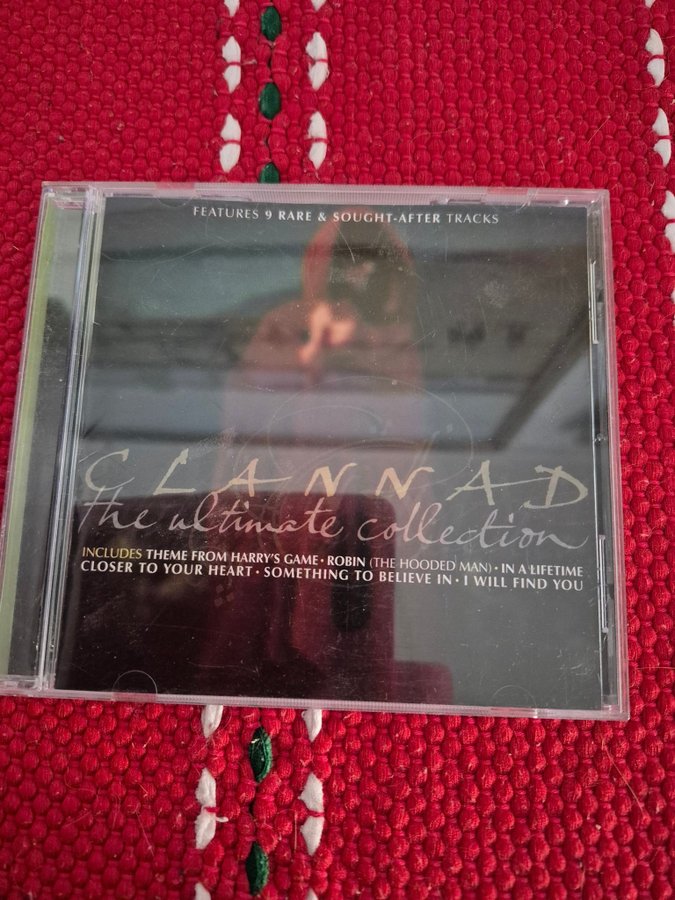 FEATURES 9 RARE & SOUGHT-AFTER TRACKS
CLANNAD
the ultimate collection
INCLUDES THEME FROM HARRY'S GAME • ROBIN (THE HOODED MAN) • IN A LIFETIME
CLOSER TO YOUR HEART • SOMETHING TO BELIEVE IN • I WILL FIND YOU